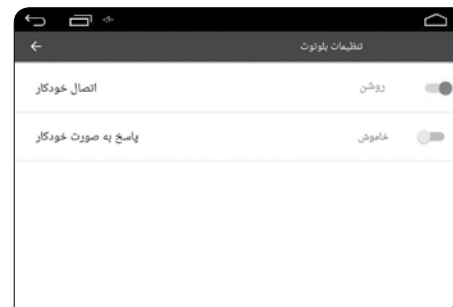 تنظیمات بلوتوث
اتصال خودکار روشن
پاسخ به صورت خودکار خاموش